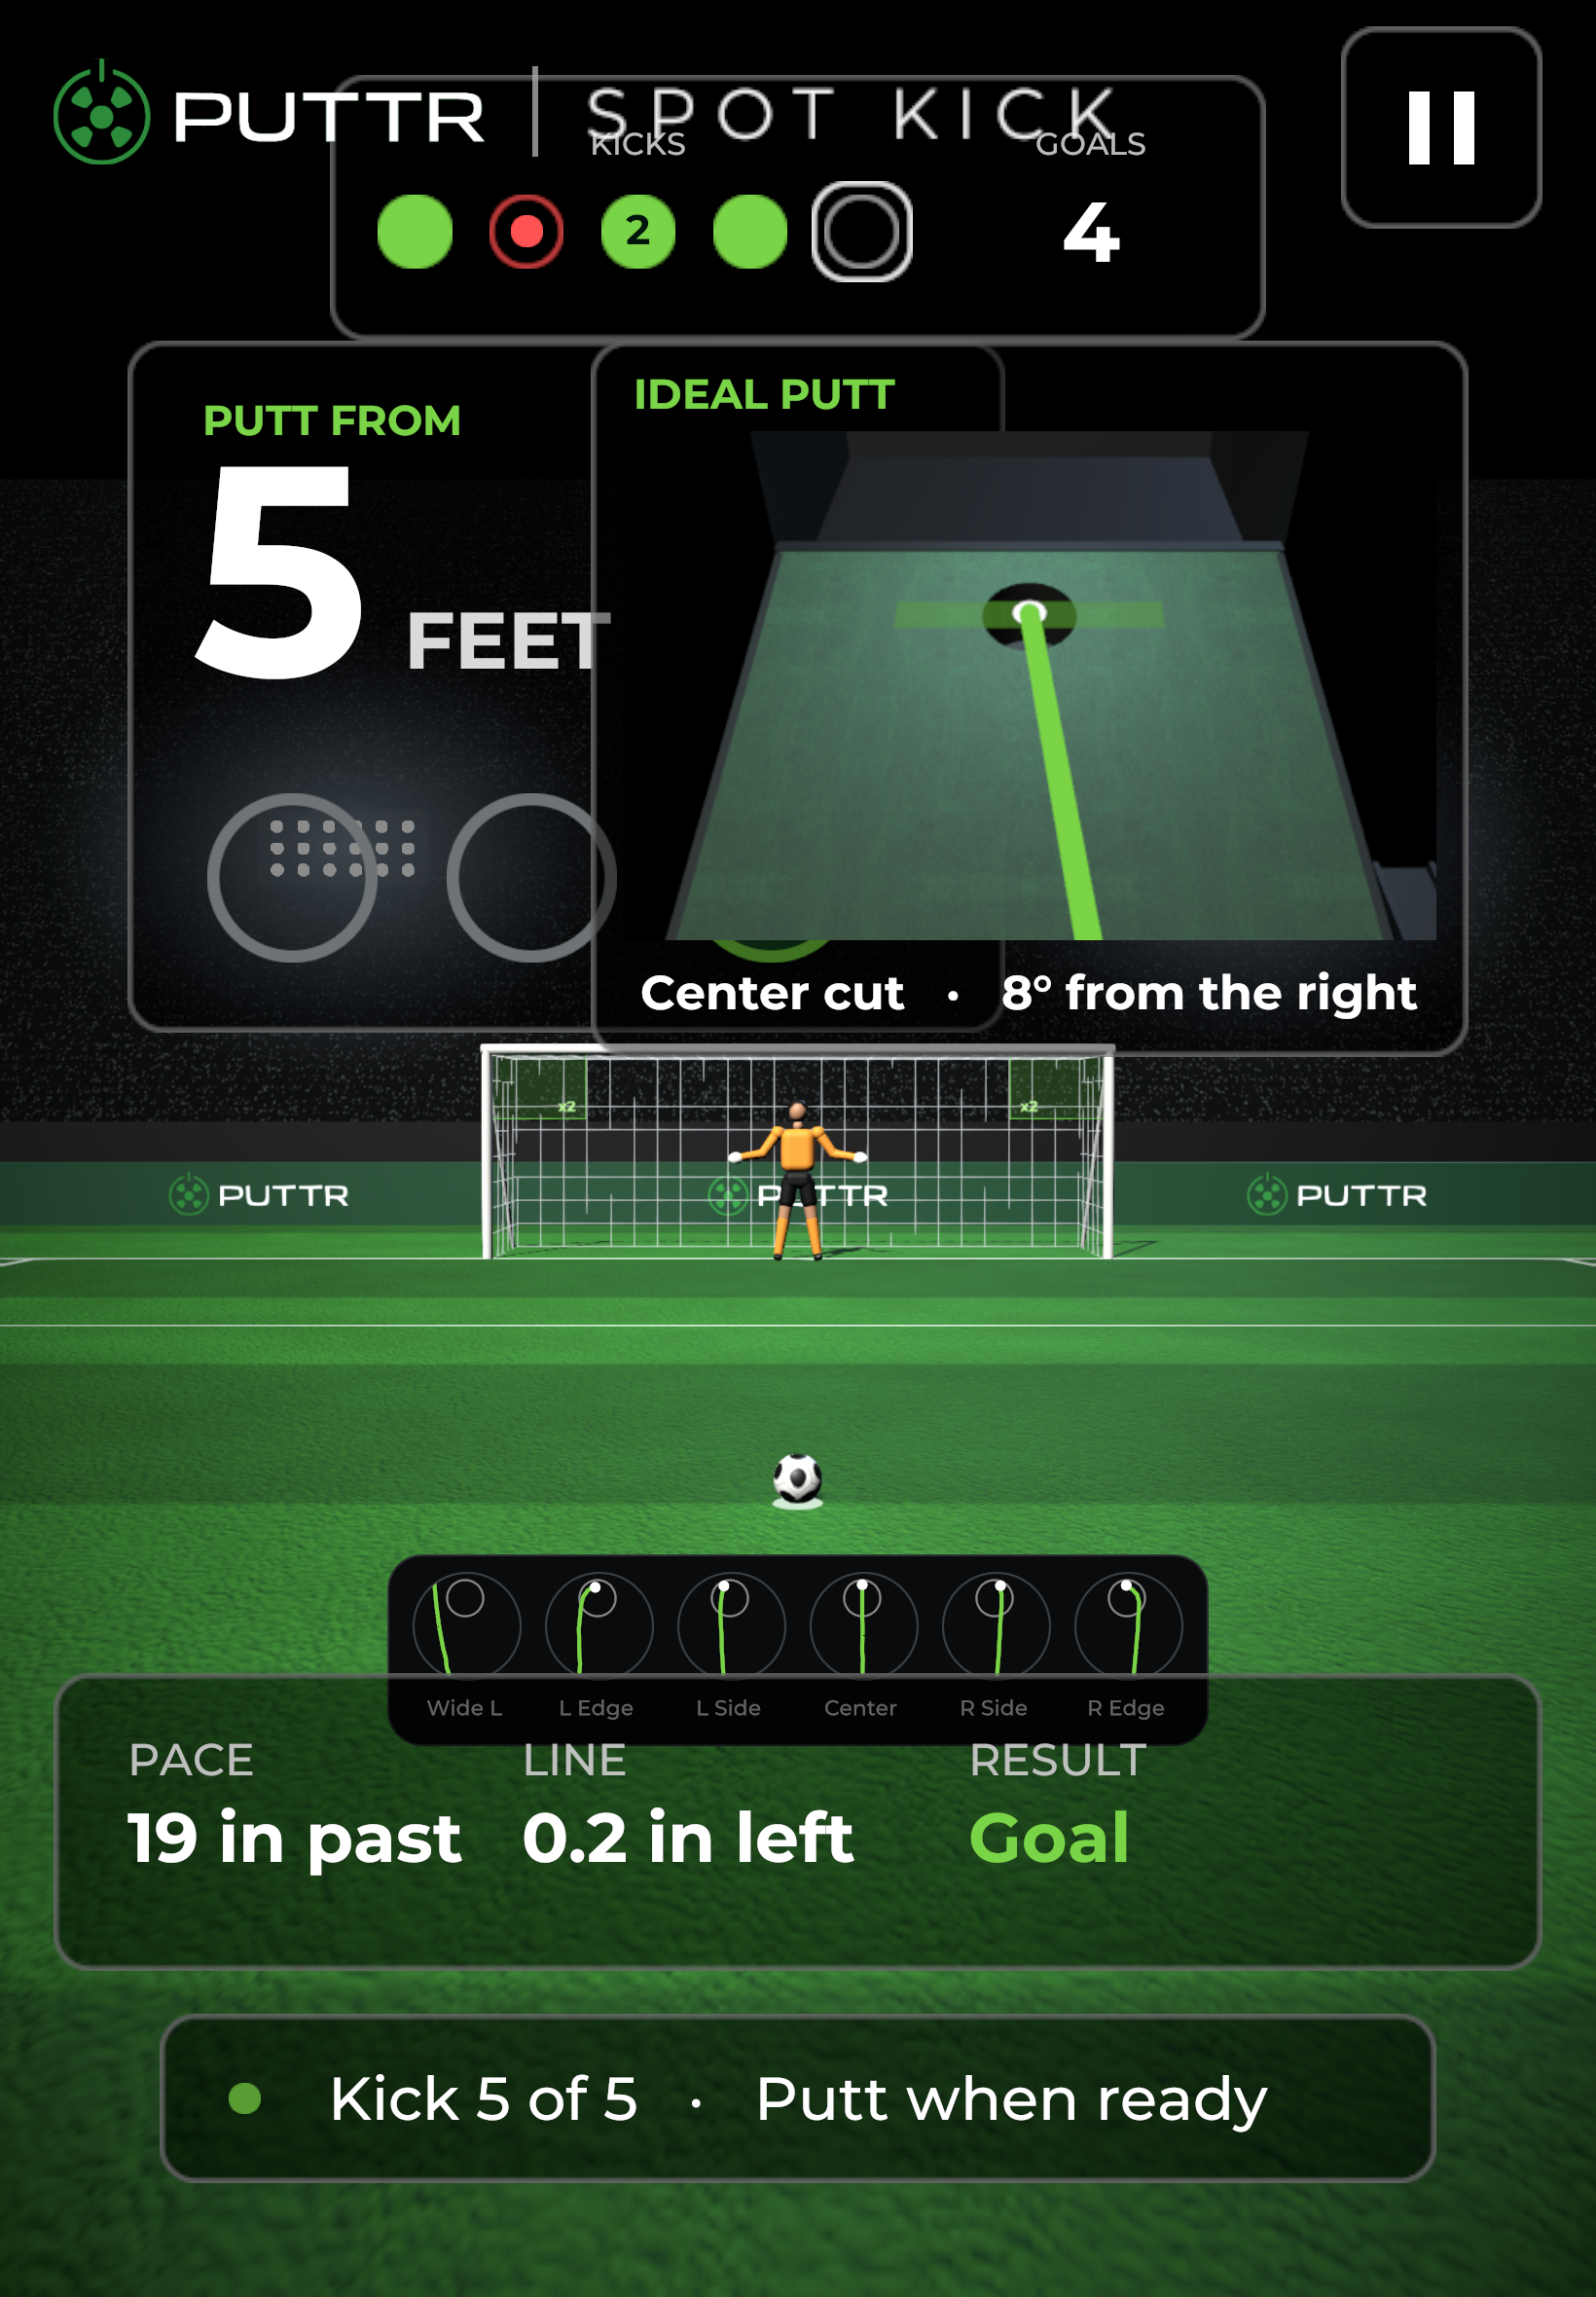 PUTTR | SPOT KICK
KICKS
GOALS
2
4
PUTT FROM
5 FEET
IDEAL PUTT
Center cut · 8° from the right
x2
x2
PUTTR
PUTTR
PUTTR
Wide L
L Edge
L Side
Center
R Side
R Edge
PACE
LINE
RESULT
19 in past
0.2 in left
Goal
Kick 5 of 5 · Putt when ready